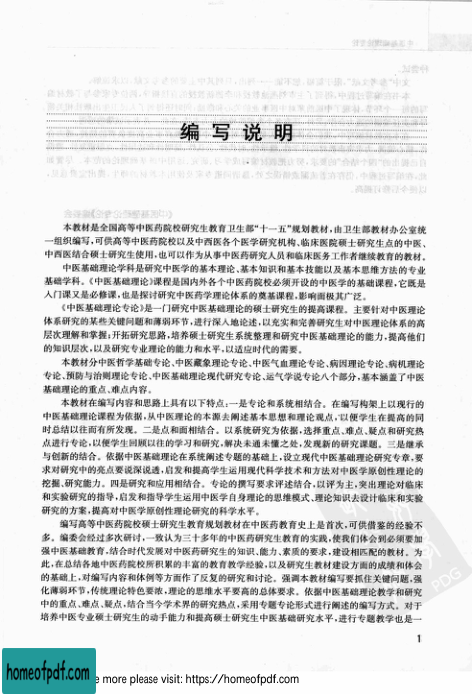 编写说明
本教材是全国高等中医药院校研究生教育卫生部“十一五”规划教材，由卫生部教材办公室统
一组织编写，可供高等中医药院校以及中西医各个医学研究机构、临床医院硕士研究生点的中医、
中西医结合硕士研究生使用，也可以作为从事中医药研究人员和临床医务工作者继续教育的教材。
中医基础理论学科是研究中医学的基本理论、基本知识和基本技能以及基本思维方法的专业
基础学科。《中医基础理论》课程是国内外各个中医药院校必须开设的中医学的基础课程，它既是
入门课又是必修课，也是探讨研究中医药学理论体系的奠基课程，影响面极其广泛。
《中医基础理论专论》是一门研究中医基础理论的硕士研究生的提高课程。主要针对中医理论
体系研究的某些关键问题和薄弱环节，进行深入地论述，以充实和完善研究生对中医理论体系的高
层次理解和掌握；开拓研究思路，培养硕士研究生系统整理和研究中医基础理论的能力，提高他们
的知识层次，以及研究专业理论的能力和水平，以适应时代的需要。
本教材分中医哲学基础专论、中医藏象理论专论、中医气血理论专论、病因理论专论、病机理论
专论、预防与治则理论专论、中医基础理论现代研究专论、运气学说专论八个部分，基本涵盖了中医
基础理论的重点、难点内容。
本教材在编写内容和思路上具有以下特点：一是专论和系统相结合。在编写构架上以现行的
中医基础理论课程为依据，从中医理论的本源去阐述基本思想和理论观点，以便学生在提高的同
时总结以往而有所发现。二是点和面相结合。以系统研究为依据，选择重点、难点、疑点和研究热
点进行专论，以便学生回顾以往的学习和研究，解决未通未懂之处，发现新的研究课题。三是继承
与创新的结合。依据中医基础理论在系统阐述专题的基础上，设立现代中医基础理论研究专章，要
求对研究中的亮点要说深说透，启发和提高学生运用现代科学技术和方法对中医学原创性理论的
挖掘、研究能力。四是研究和应用相结合。专论的撰写要求详述结合，以评为主，突出理论对临床
和实验研究的指导，启发和指导学生运用中医学自身理论的思维模式、理论知识去设计临床和实验
研究的方案，提高对中医学原创性理论研究的科学水平。
编写高等中医药院校硕士研究生教育规划教材在中医药教育史上是首次，可供借鉴的经验不
多。编委会经过多次研讨，一致认为三十多年的中医药研究生教育的实践，使我们体会到必须要加
强中医基础教育，结合时代发展对中医药研究生的知识、能力、素质的要求，建设相匹配的教材。为
此，在总结各地中医药院校所积累的丰富的教育教学经验，以及研究生教材建设方面的成绩和体会
的基础上，对编写内容和体例等方面作了反复的研究和讨论。强调本教材编写要抓住关键问题，强
化薄弱环节，传统理论特色要浓，理论的思维水平要高的总体要求。依据中医基础理论教学和研究
中的重点、难点、疑点，结合当今学术界的研究热点，采用专题专论形式进行阐述的编写方式。对于
培养中医专业硕士研究生的动手能力和提高硕士研究生中医基础研究水平，进行专题教学也是一
1
PDG
homeofpdf.com
e more please visit: https://homeofpdf.com